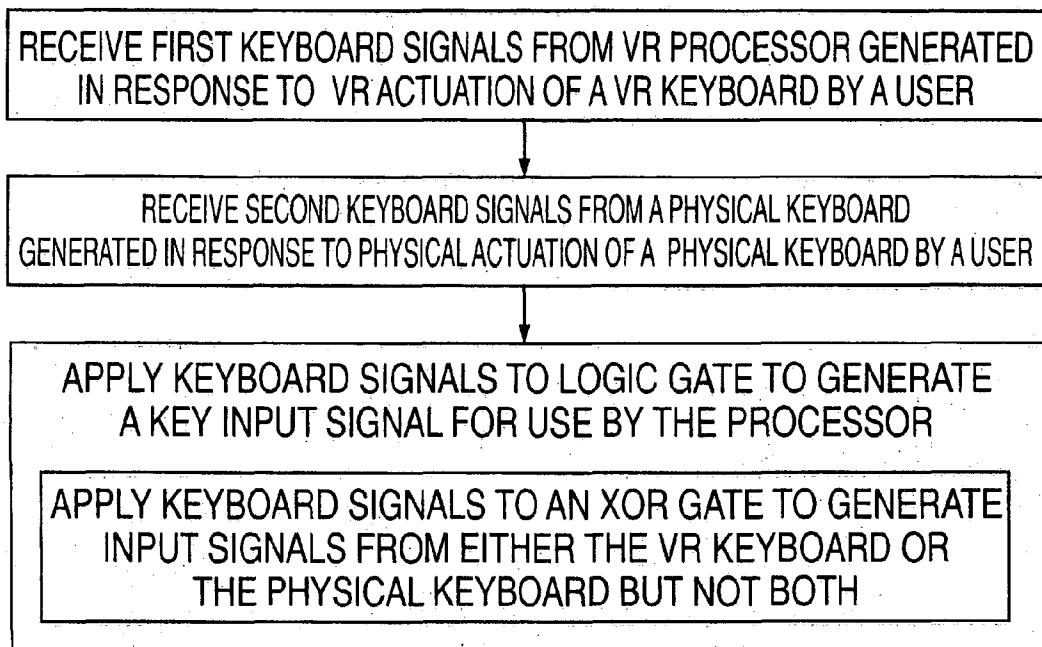 RECEIVE FIRST KEYBOARD SIGNALS FROM VR PROCESSOR GENERATED
IN RESPONSE TO VR ACTUATION OF A VR KEYBOARD BY A USER
RECEIVE SECOND KEYBOARD SIGNALS FROM A PHYSICAL KEYBOARD
GENERATED IN RESPONSE TO PHYSICAL ACTUATION OF A PHYSICAL KEYBOARD BY A USER
APPLY KEYBOARD SIGNALS TO LOGIC GATE TO GENERATE
A KEY INPUT SIGNAL FOR USE BY THE PROCESSOR
APPLY KEYBOARD SIGNALS TO AN XOR GATE TO GENERATE
INPUT SIGNALS FROM EITHER THE VR KEYBOARD OR
THE PHYSICAL KEYBOARD BUT NOT BOTH